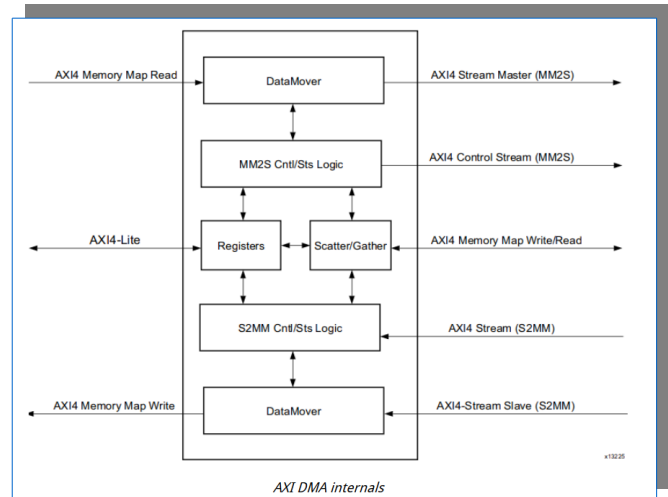 AXI4 Memory Map Read
DataMover
AXI4 Stream Master (MM2S)
MM2S Cntl/Sts Logic
AXI4 Control Stream (MM2S)
AXI4-Lite
Registers
Scatter/Gather
AXI4 Memory Map Write/Read
S2MM Cntl/Sts Logic
AXI4 Stream (S2MM)
AXI4 Memory Map Write
DataMover
AXI4-Stream Slave (S2MM)
x13225
AXI DMA internals